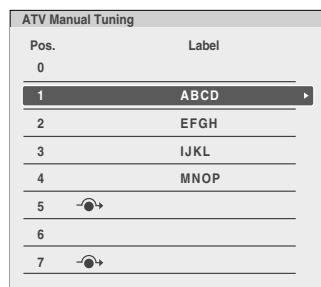 ATV Manual Tuning
Pos. Label
0
1 ABCD
2 EFGH
3 IJKL
4 MNOP
5
6
7